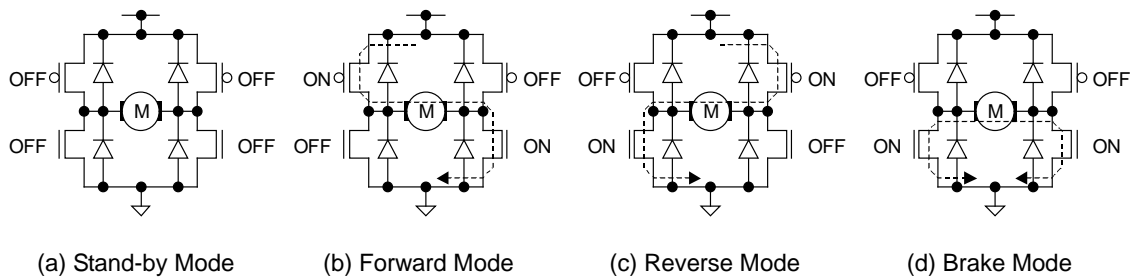 OFF OFF ON OFF OFF ON OFF OFF
M M M M
OFF OFF OFF ON ON OFF ON ON
(a) Stand-by Mode (b) Forward Mode (c) Reverse Mode (d) Brake Mode